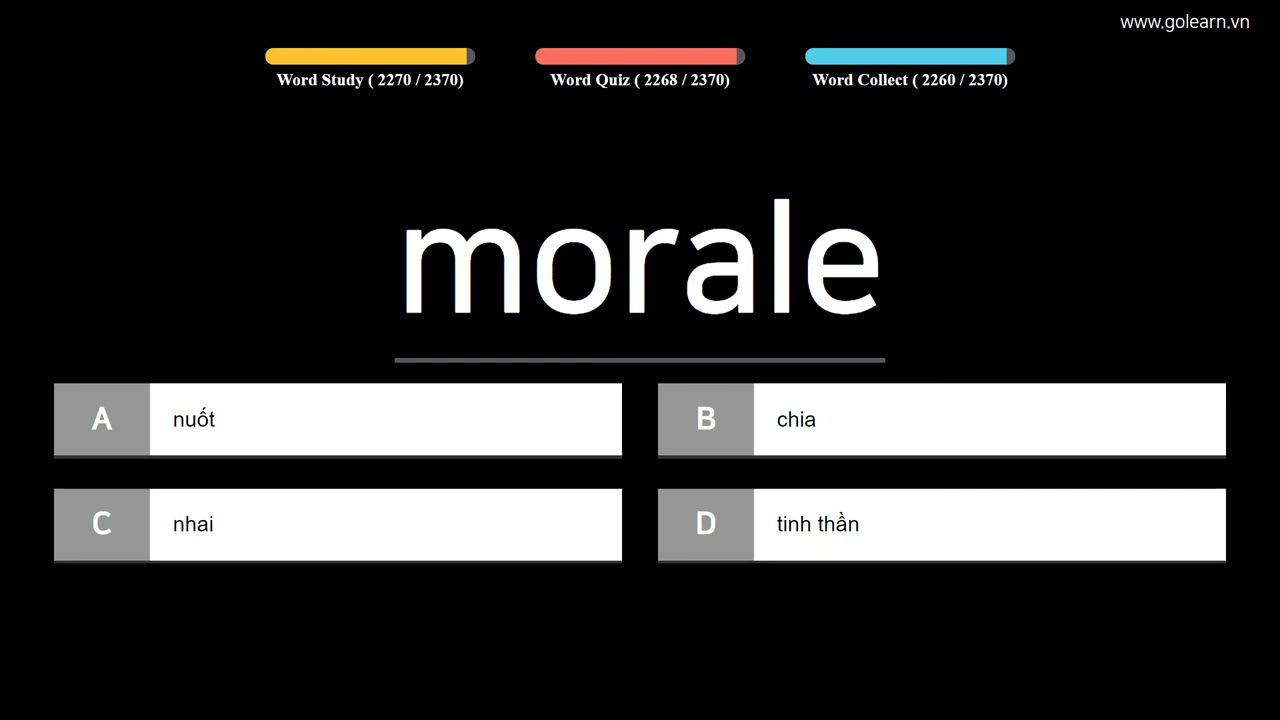 www.golearn.vn
Word Study ( 2270 / 2370)
Word Quiz ( 2268 / 2370)
Word Collect ( 2260 / 2370)
morale
A nuốt
B chia
C nhai
D tinh thần